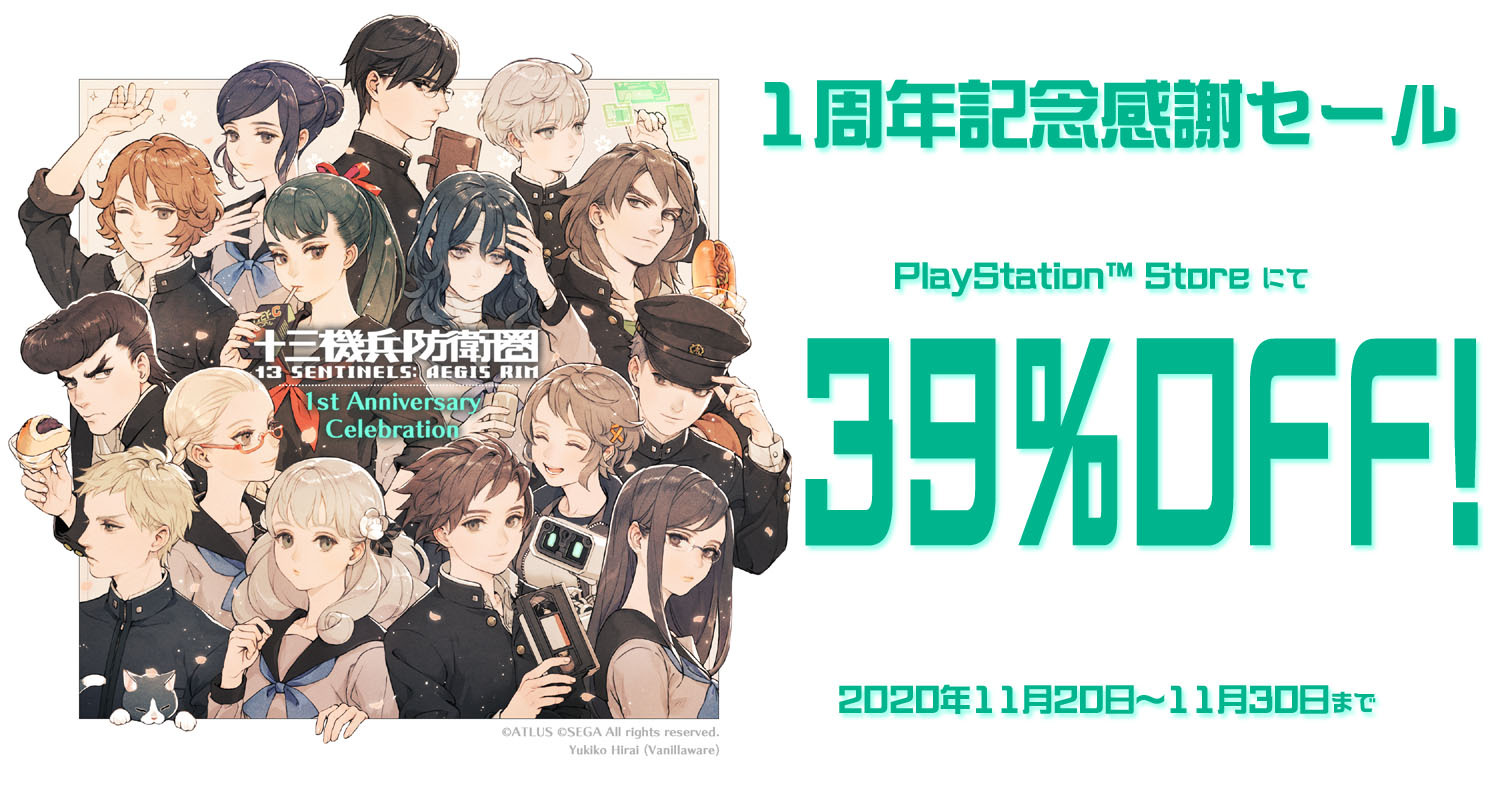 十三機兵防衛圏
13 SENTINELS: AEGIS RIM
1st Anniversary
Celebration
©ATLUS ©SEGA All rights reserved.
Yukiko Hirai (Vanillaware)
1周年記念感謝セール
PlayStation™ Store にて
39%OFF!
2020年11月20日～11月30日まで